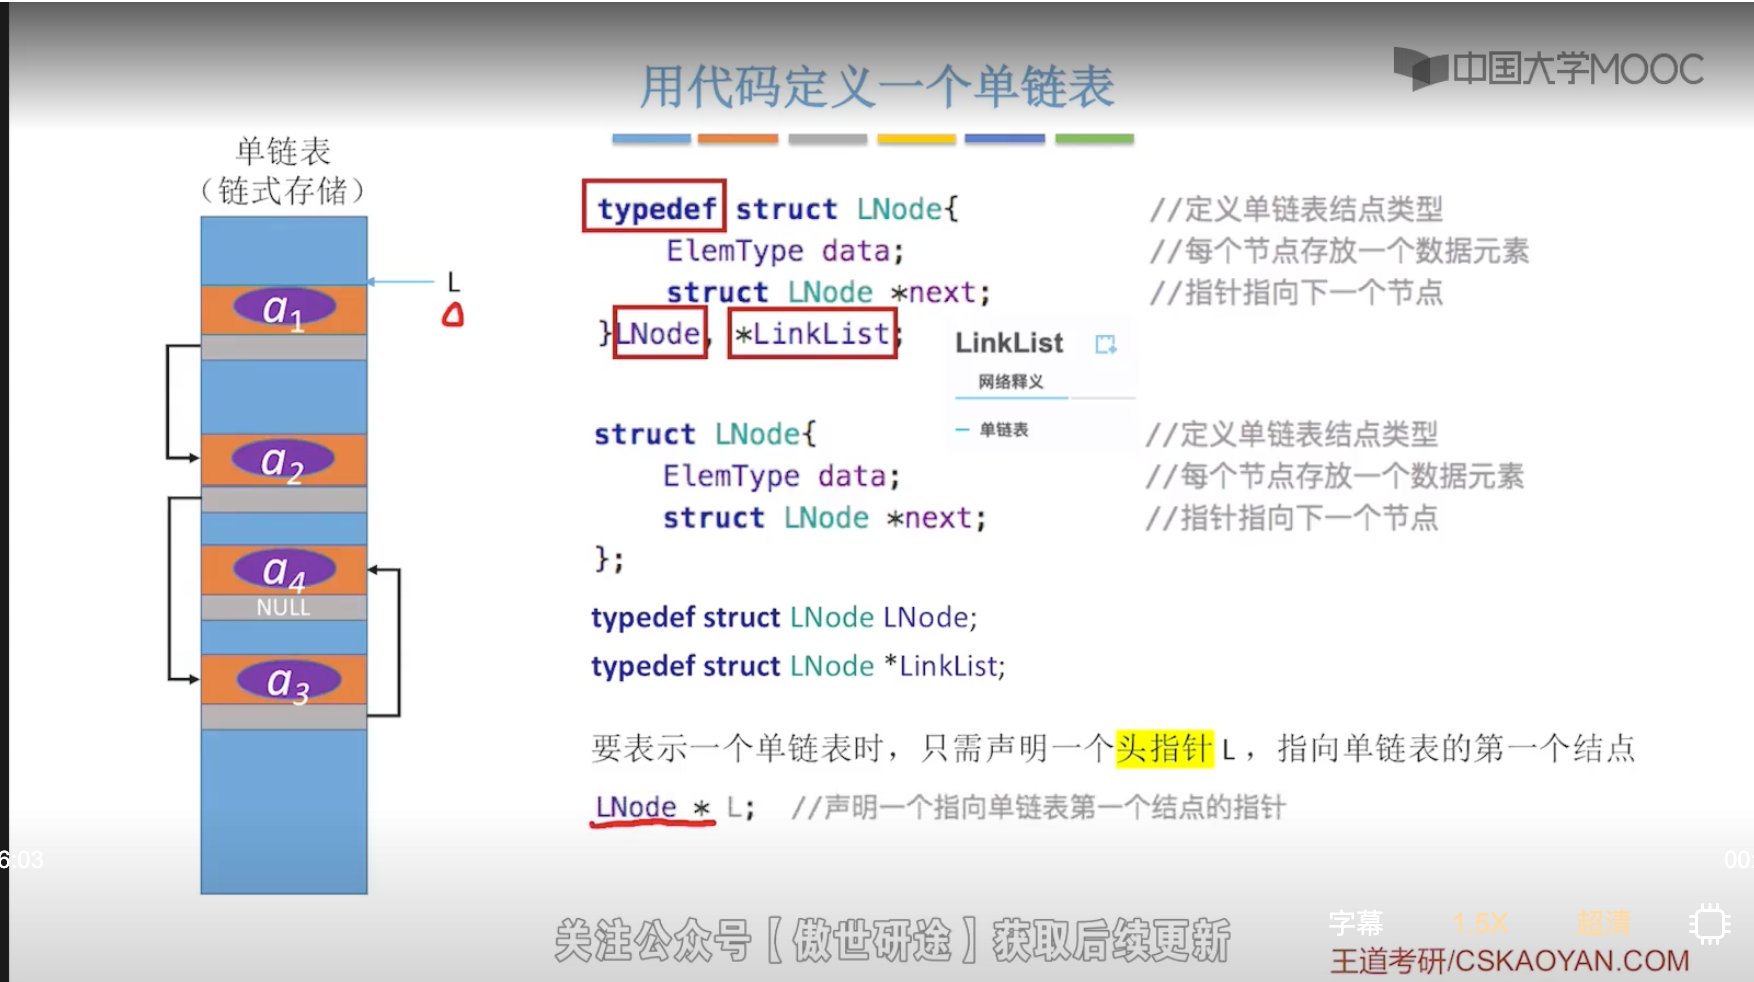 中国大学MOOC
用代码定义一个单链表
单链表
（链式存储）
L
a1
a2
a4
NULL
a3
typedef struct LNode{ //定义单链表结点类型
ElemType data; //每个节点存放一个数据元素
struct LNode *next; //指针指向下一个节点
}LNode, *LinkList;
LinkList
网络释义
单链表
struct LNode{ //定义单链表结点类型
ElemType data; //每个节点存放一个数据元素
struct LNode *next; //指针指向下一个节点
};
typedef struct LNode LNode;
typedef struct LNode *LinkList;
要表示一个单链表时，只需声明一个头指针 L ，指向单链表的第一个结点
LNode * L; //声明一个指向单链表第一个结点的指针
6:03
00:
字幕
1.5X
超清
关注公众号【傲世研途】获取后续更新
王道考研/CSKAOYAN.COM